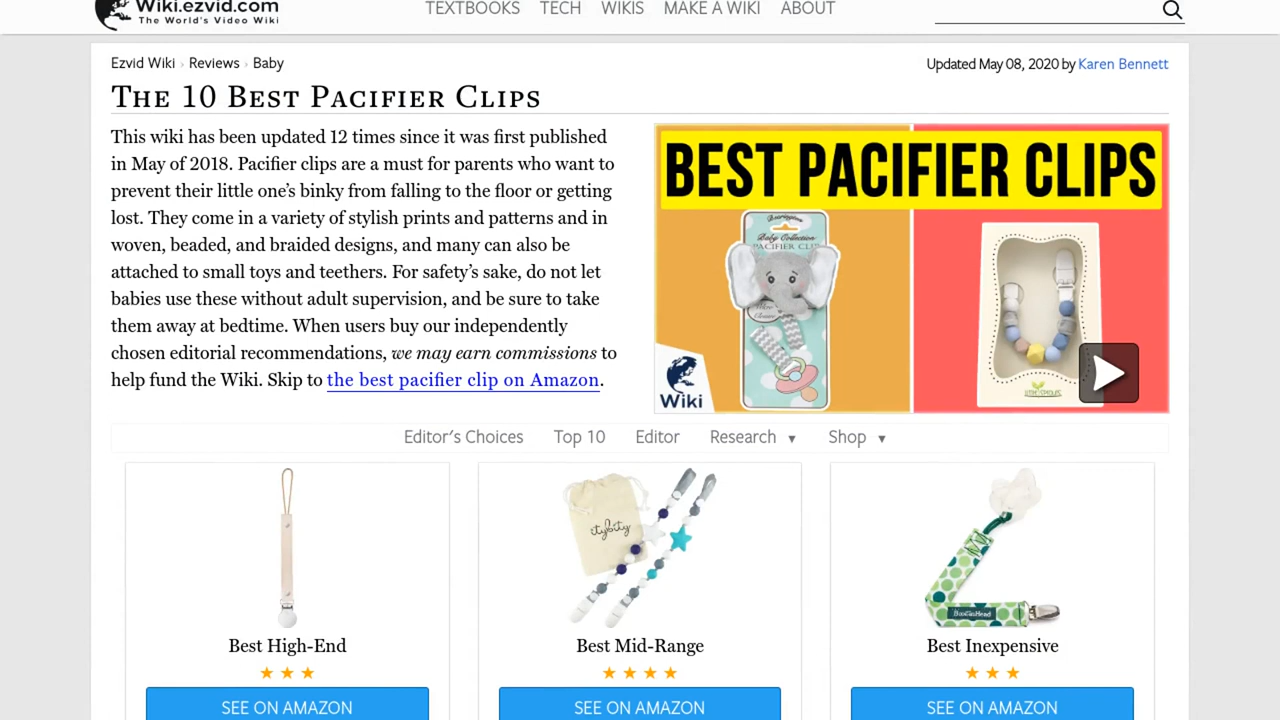 Wiki.ezvid.com
The World's Video Wiki
TEXTBOOKS TECH WIKIS MAKE A WIKI ABOUT
Ezvid Wiki › Reviews › Baby
Updated May 08, 2020 by Karen Bennett
The 10 Best Pacifier Clips
This wiki has been updated 12 times since it was first published
in May of 2018. Pacifier clips are a must for parents who want to
prevent their little one's binky from falling to the floor or getting
lost. They come in a variety of stylish prints and patterns and in
woven, beaded, and braided designs, and many can also be
attached to small toys and teethers. For safety's sake, do not let
babies use these without adult supervision, and be sure to take
them away at bedtime. When users buy our independently
chosen editorial recommendations, we may earn commissions to
help fund the Wiki. Skip to the best pacifier clip on Amazon.
BEST PACIFIER CLIPS
Baby Collection
PACIFIER CLIP
Wiki
Editor's Choices Top 10 Editor Research ▼ Shop ▼
itybity
BooginHead
Best High-End
Best Mid-Range
Best Inexpensive
SEE ON AMAZON
SEE ON AMAZON
SEE ON AMAZON